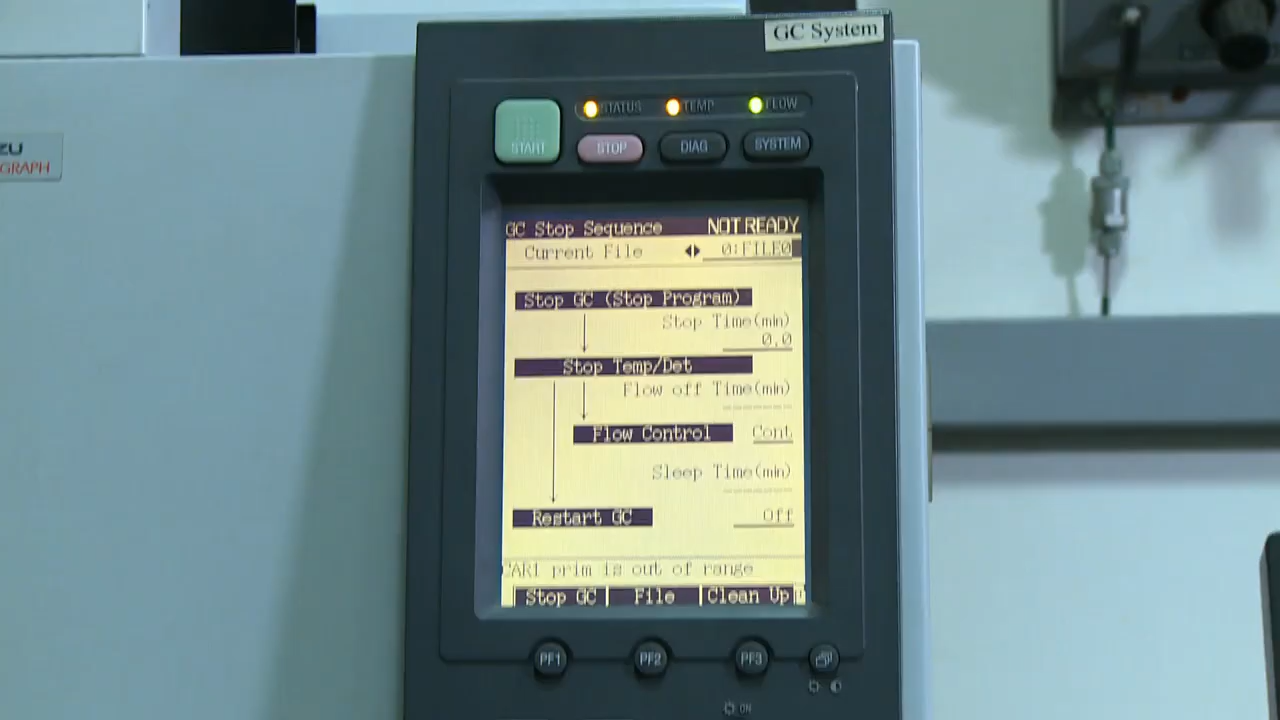 GC System
ZU
GRAPH
STATUS TEMP FLOW
START STOP DIAG SYSTEM
GC Stop Sequence NOT READY
Current File 0:FILE0
Stop GC (Stop Program)
Stop Time(min)
0.0
Stop Temp/Det
Flow off Time(min)
Flow Control Cont
Sleep Time(min)
Restart GC Off
CAR1 prim is out of range
Stop GC File Clean Up
PF1 PF2 PF3
ON